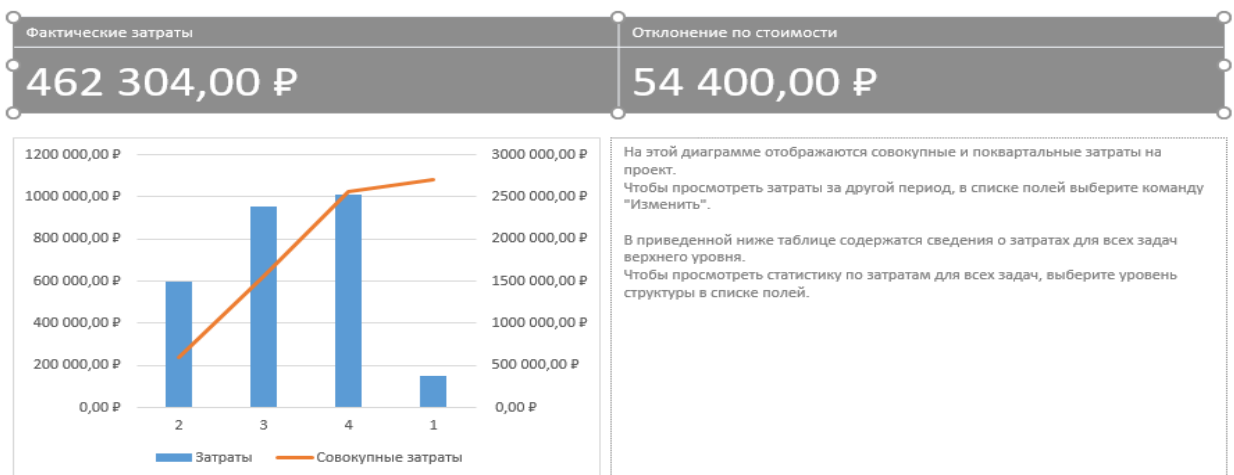 Фактические затраты
Отклонение по стоимости
462 304,00 ₽
54 400,00 ₽
1200 000,00 ₽
1000 000,00 ₽
800 000,00 ₽
600 000,00 ₽
400 000,00 ₽
200 000,00 ₽
0,00 ₽
3000 000,00 ₽
2500 000,00 ₽
2000 000,00 ₽
1500 000,00 ₽
1000 000,00 ₽
500 000,00 ₽
0,00 ₽
2 3 4 1
Затраты Совокупные затраты
На этой диаграмме отображаются совокупные и поквартальные затраты на
проект.
Чтобы просмотреть затраты за другой период, в списке полей выберите команду
"Изменить".
В приведенной ниже таблице содержатся сведения о затратах для всех задач
верхнего уровня.
Чтобы просмотреть статистику по затратам для всех задач, выберите уровень
структуры в списке полей.